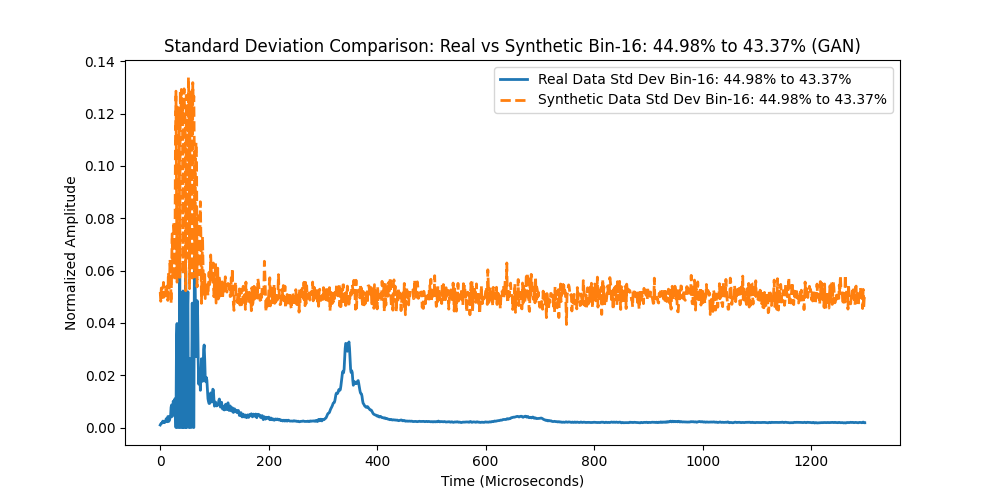 Standard Deviation Comparison: Real vs Synthetic Bin-16: 44.98% to 43.37% (GAN)
Real Data Std Dev Bin-16: 44.98% to 43.37%
Synthetic Data Std Dev Bin-16: 44.98% to 43.37%
Normalized Amplitude
0.14
0.12
0.10
0.08
0.06
0.04
0.02
0.00
0 200 400 600 800 1000 1200
Time (Microseconds)